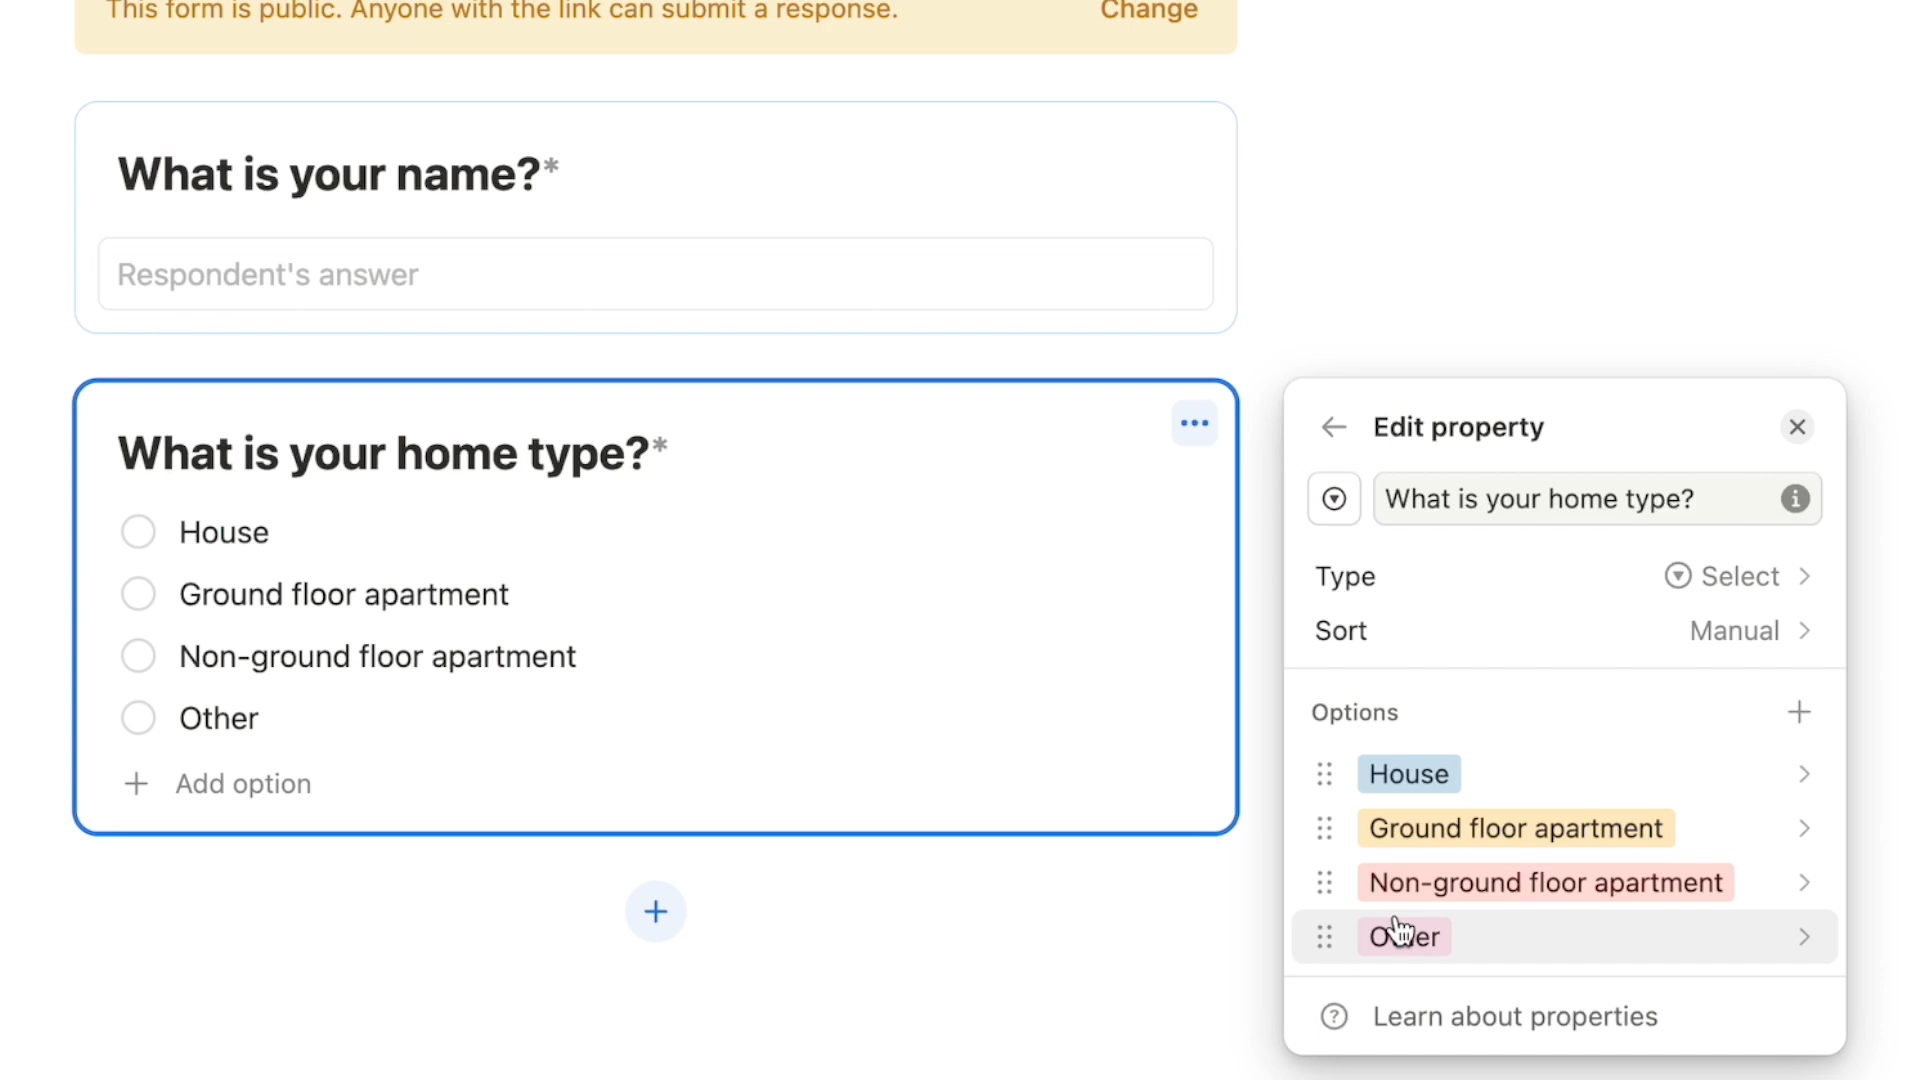 This form is public. Anyone with the link can submit a response. Change
What is your name?*
Respondent's answer
What is your home type?*
House
Ground floor apartment
Non-ground floor apartment
Other
Add option
Edit property
What is your home type?
Type Select
Sort Manual
Options
House
Ground floor apartment
Non-ground floor apartment
Learn about properties